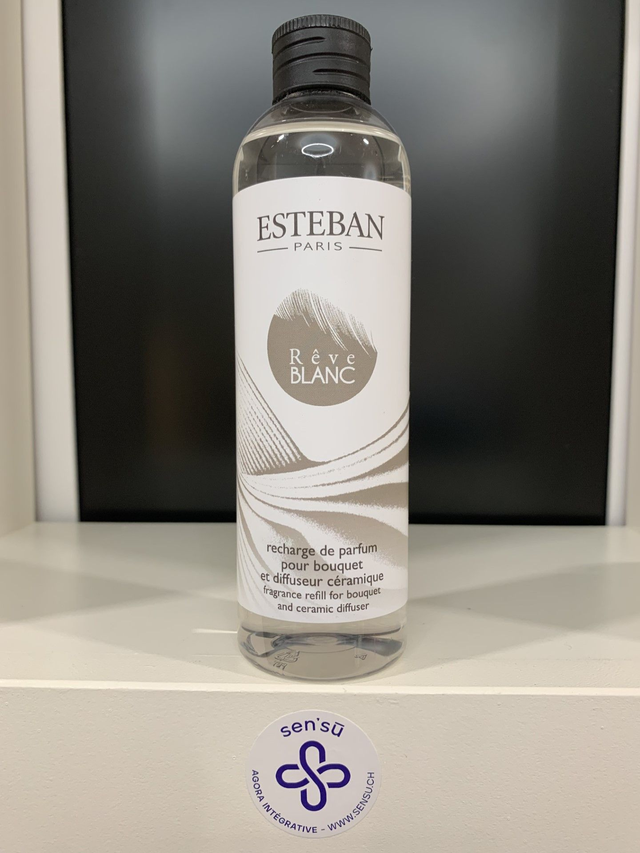 ESTEBAN
PARIS
Rêve
BLANC
recharge de parfum
pour bouquet
et diffuseur céramique
fragrance refill for bouquet
and ceramic diffuser
sen'sū
AGORA INTÉGRATIVE - WWW.SENSU.CH